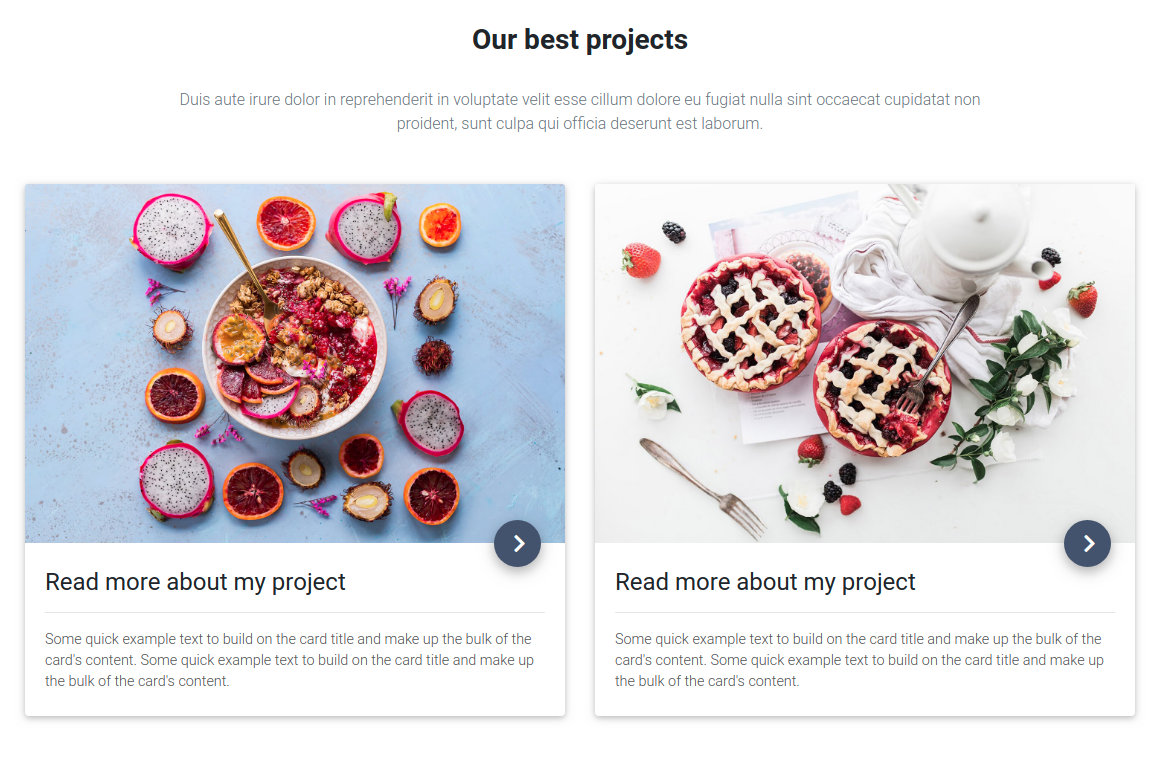 Our best projects
Duis aute irure dolor in reprehenderit in voluptate velit esse cillum dolore eu fugiat nulla sint occaecat cupidatat non
proident, sunt culpa qui officia deserunt est laborum.
Read more about my project
Some quick example text to build on the card title and make up the bulk of the
card's content. Some quick example text to build on the card title and make up
the bulk of the card's content.
Read more about my project
Some quick example text to build on the card title and make up the bulk of the
card's content. Some quick example text to build on the card title and make up
the bulk of the card's content.